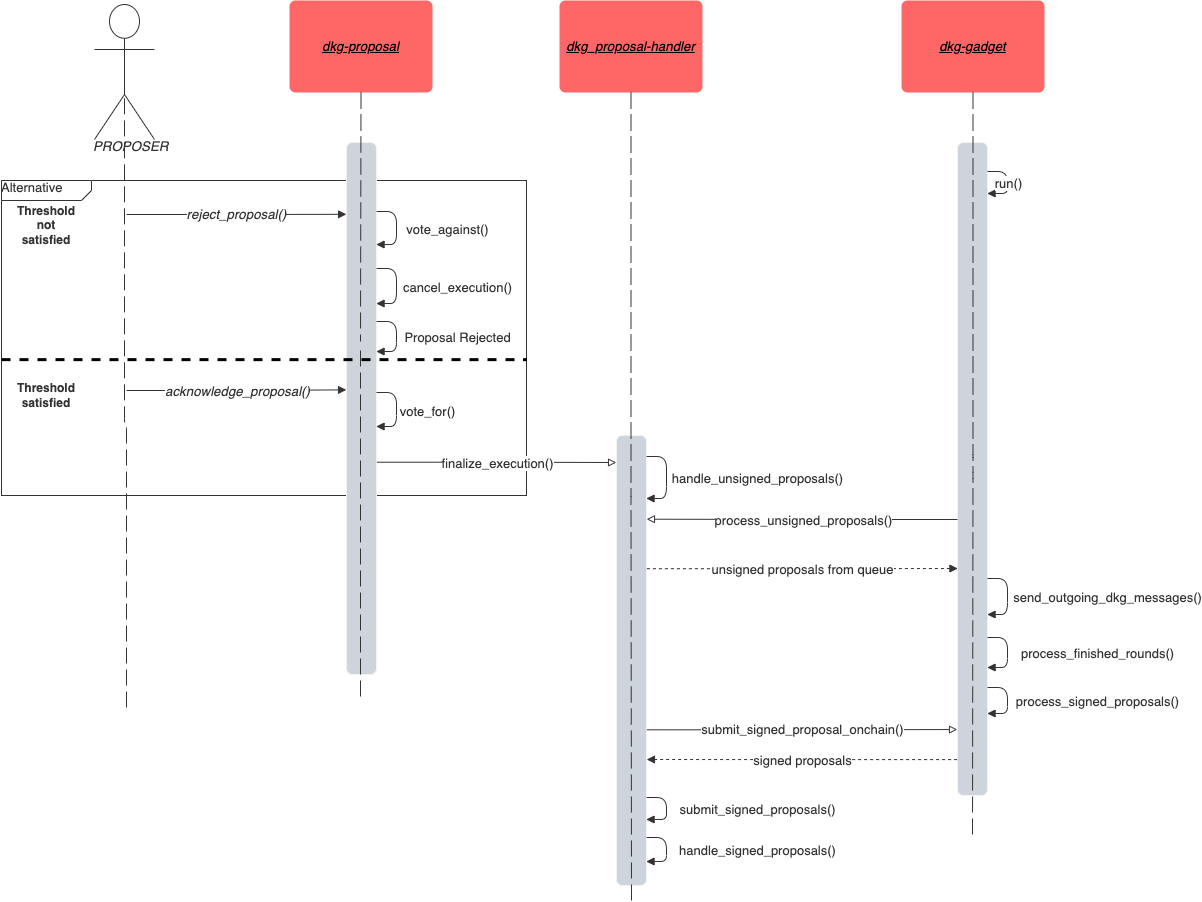 dkg-proposal
dkg_proposal-handler
dkg-gadget
PROPOSER
Alternative
Threshold
not
satisfied
run()
reject_proposal()
vote_against()
cancel_execution()
Proposal Rejected
Threshold
satisfied
acknowledge_proposal()
vote_for()
finalize_execution()
handle_unsigned_proposals()
process_unsigned_proposals()
unsigned proposals from queue
send_outgoing_dkg_messages()
process_finished_rounds()
process_signed_proposals()
submit_signed_proposal_onchain()
signed proposals
submit_signed_proposals()
handle_signed_proposals()